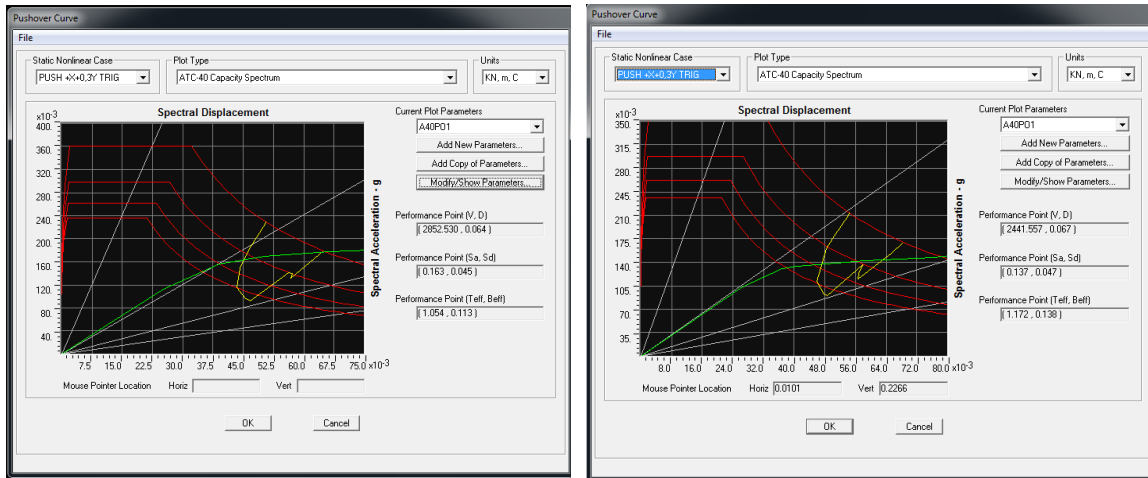 Pushover Curve
File
Static Nonlinear Case
PUSH +X+0,3Y TRIG
Plot Type
ATC-40 Capacity Spectrum
Units
KN, m, C
Spectral Displacement
x10⁻³
400.
360.
320.
280.
240.
200.
160.
120.
80.
40.
7.5 15.0 22.5 30.0 37.5 45.0 52.5 60.0 67.5 75.0 x10⁻³
Spectral Acceleration - g
Current Plot Parameters
A40PO1
Add New Parameters...
Add Copy of Parameters...
Modify/Show Parameters...
Performance Point (V, D)
( 2852.530 , 0.064 )
Performance Point (Sa, Sd)
( 0.163 , 0.045 )
Performance Point (Teff, Beff)
( 1.054 , 0.113 )
Mouse Pointer Location Horiz Vert
OK Cancel
Pushover Curve
File
Static Nonlinear Case
PUSH +X+0,3Y TRIG
Plot Type
ATC-40 Capacity Spectrum
Units
KN, m, C
Spectral Displacement
x10⁻³
350.
315.
280.
245.
210.
175.
140.
105.
70.
35.
8.0 16.0 24.0 32.0 40.0 48.0 56.0 64.0 72.0 80.0 x10⁻³
Spectral Acceleration - g
Current Plot Parameters
A40PO1
Add New Parameters...
Add Copy of Parameters...
Modify/Show Parameters...
Performance Point (V, D)
( 2441.557 , 0.067 )
Performance Point (Sa, Sd)
( 0.137 , 0.047 )
Performance Point (Teff, Beff)
( 1.172 , 0.138 )
Mouse Pointer Location Horiz 0.0101 Vert 0.2266
OK Cancel